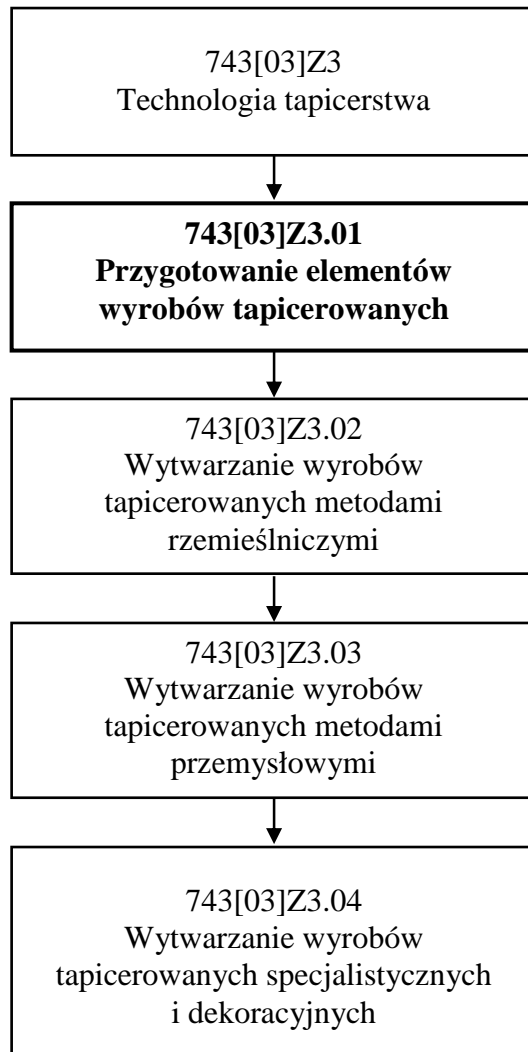 743[03]Z3
Technologia tapicerstwa
743[03]Z3.01
Przygotowanie elementów
wyrobów tapicerowanych
743[03]Z3.02
Wytwarzanie wyrobów
tapicerowanych metodami
rzemieślniczymi
743[03]Z3.03
Wytwarzanie wyrobów
tapicerowanych metodami
przemysłowymi
743[03]Z3.04
Wytwarzanie wyrobów
tapicerowanych specjalistycznych
i dekoracyjnych